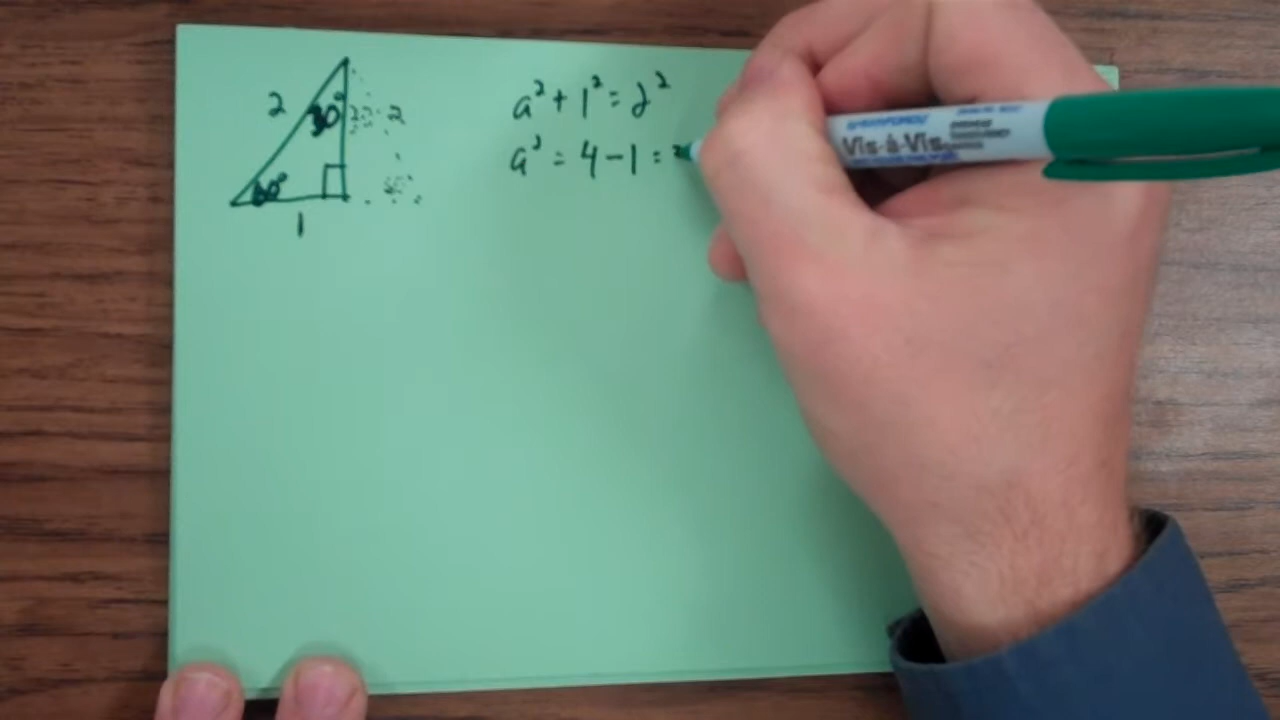 2
30°
60°
1
a² + 1² = 2²
a² = 4 - 1 =
Vis-à-Vis